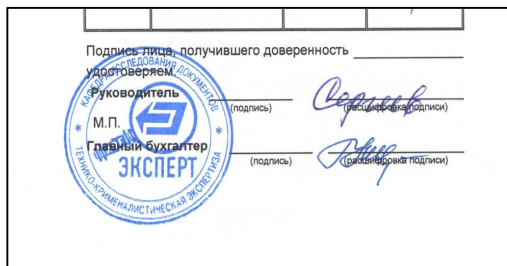 Подпись лица, получившего доверенность
удостоверяем
Руководитель
(подпись)
(расшифровка подписи)
М.П.
Главный бухгалтер
(подпись)
(расшифровка подписи)
КАФЕДРА ИССЛЕДОВАНИЯ ДОКУМЕНТОВ
ЭКСПЕРТ
ТЕХНИКО-КРИМЕНАЛИСТИЧЕСКАЯ ЭКСПЕРТИЗА